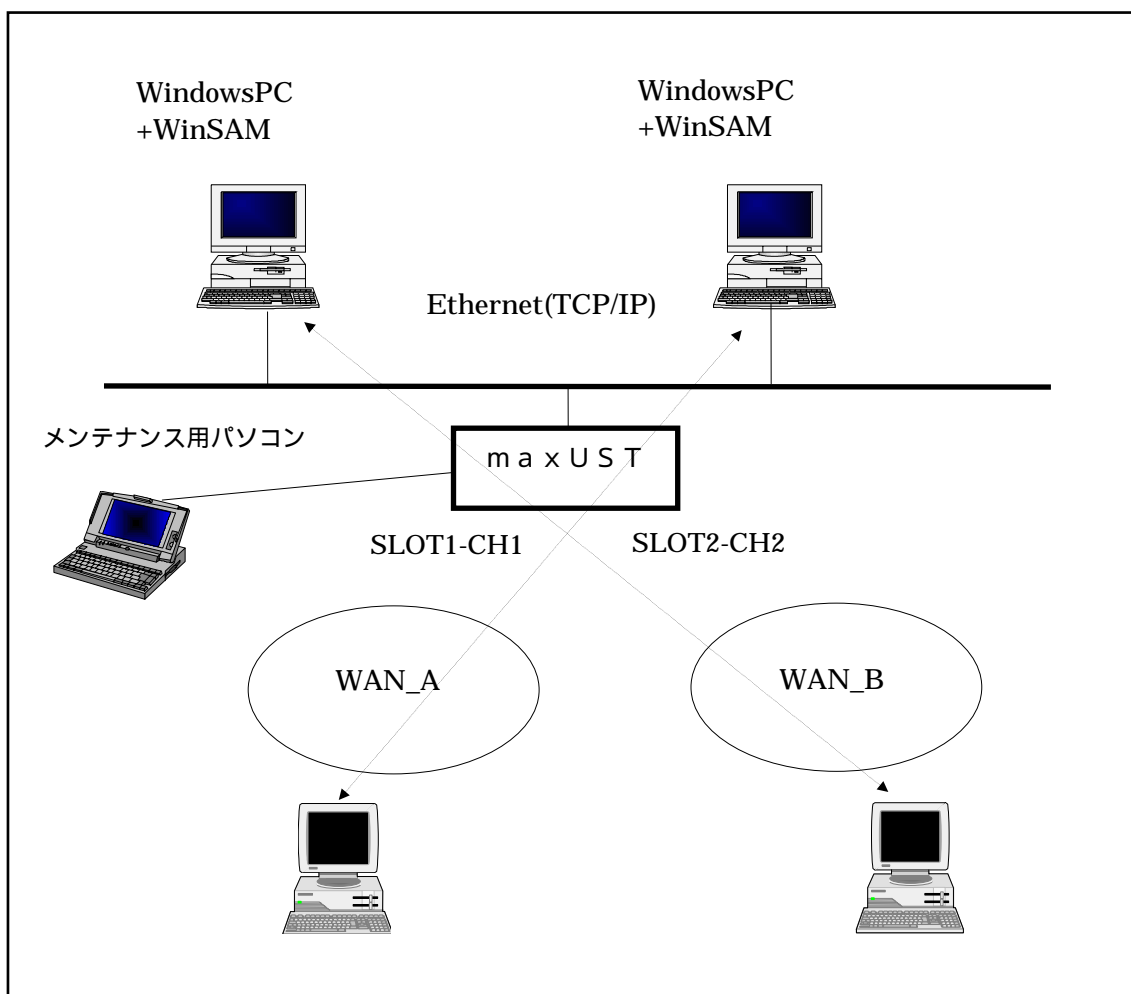 WindowsPC
+WinSAM
WindowsPC
+WinSAM
Ethernet(TCP/IP)
メンテナンス用パソコン
ｍａｘＵＳＴ
SLOT1-CH1
SLOT2-CH2
WAN_A
WAN_B